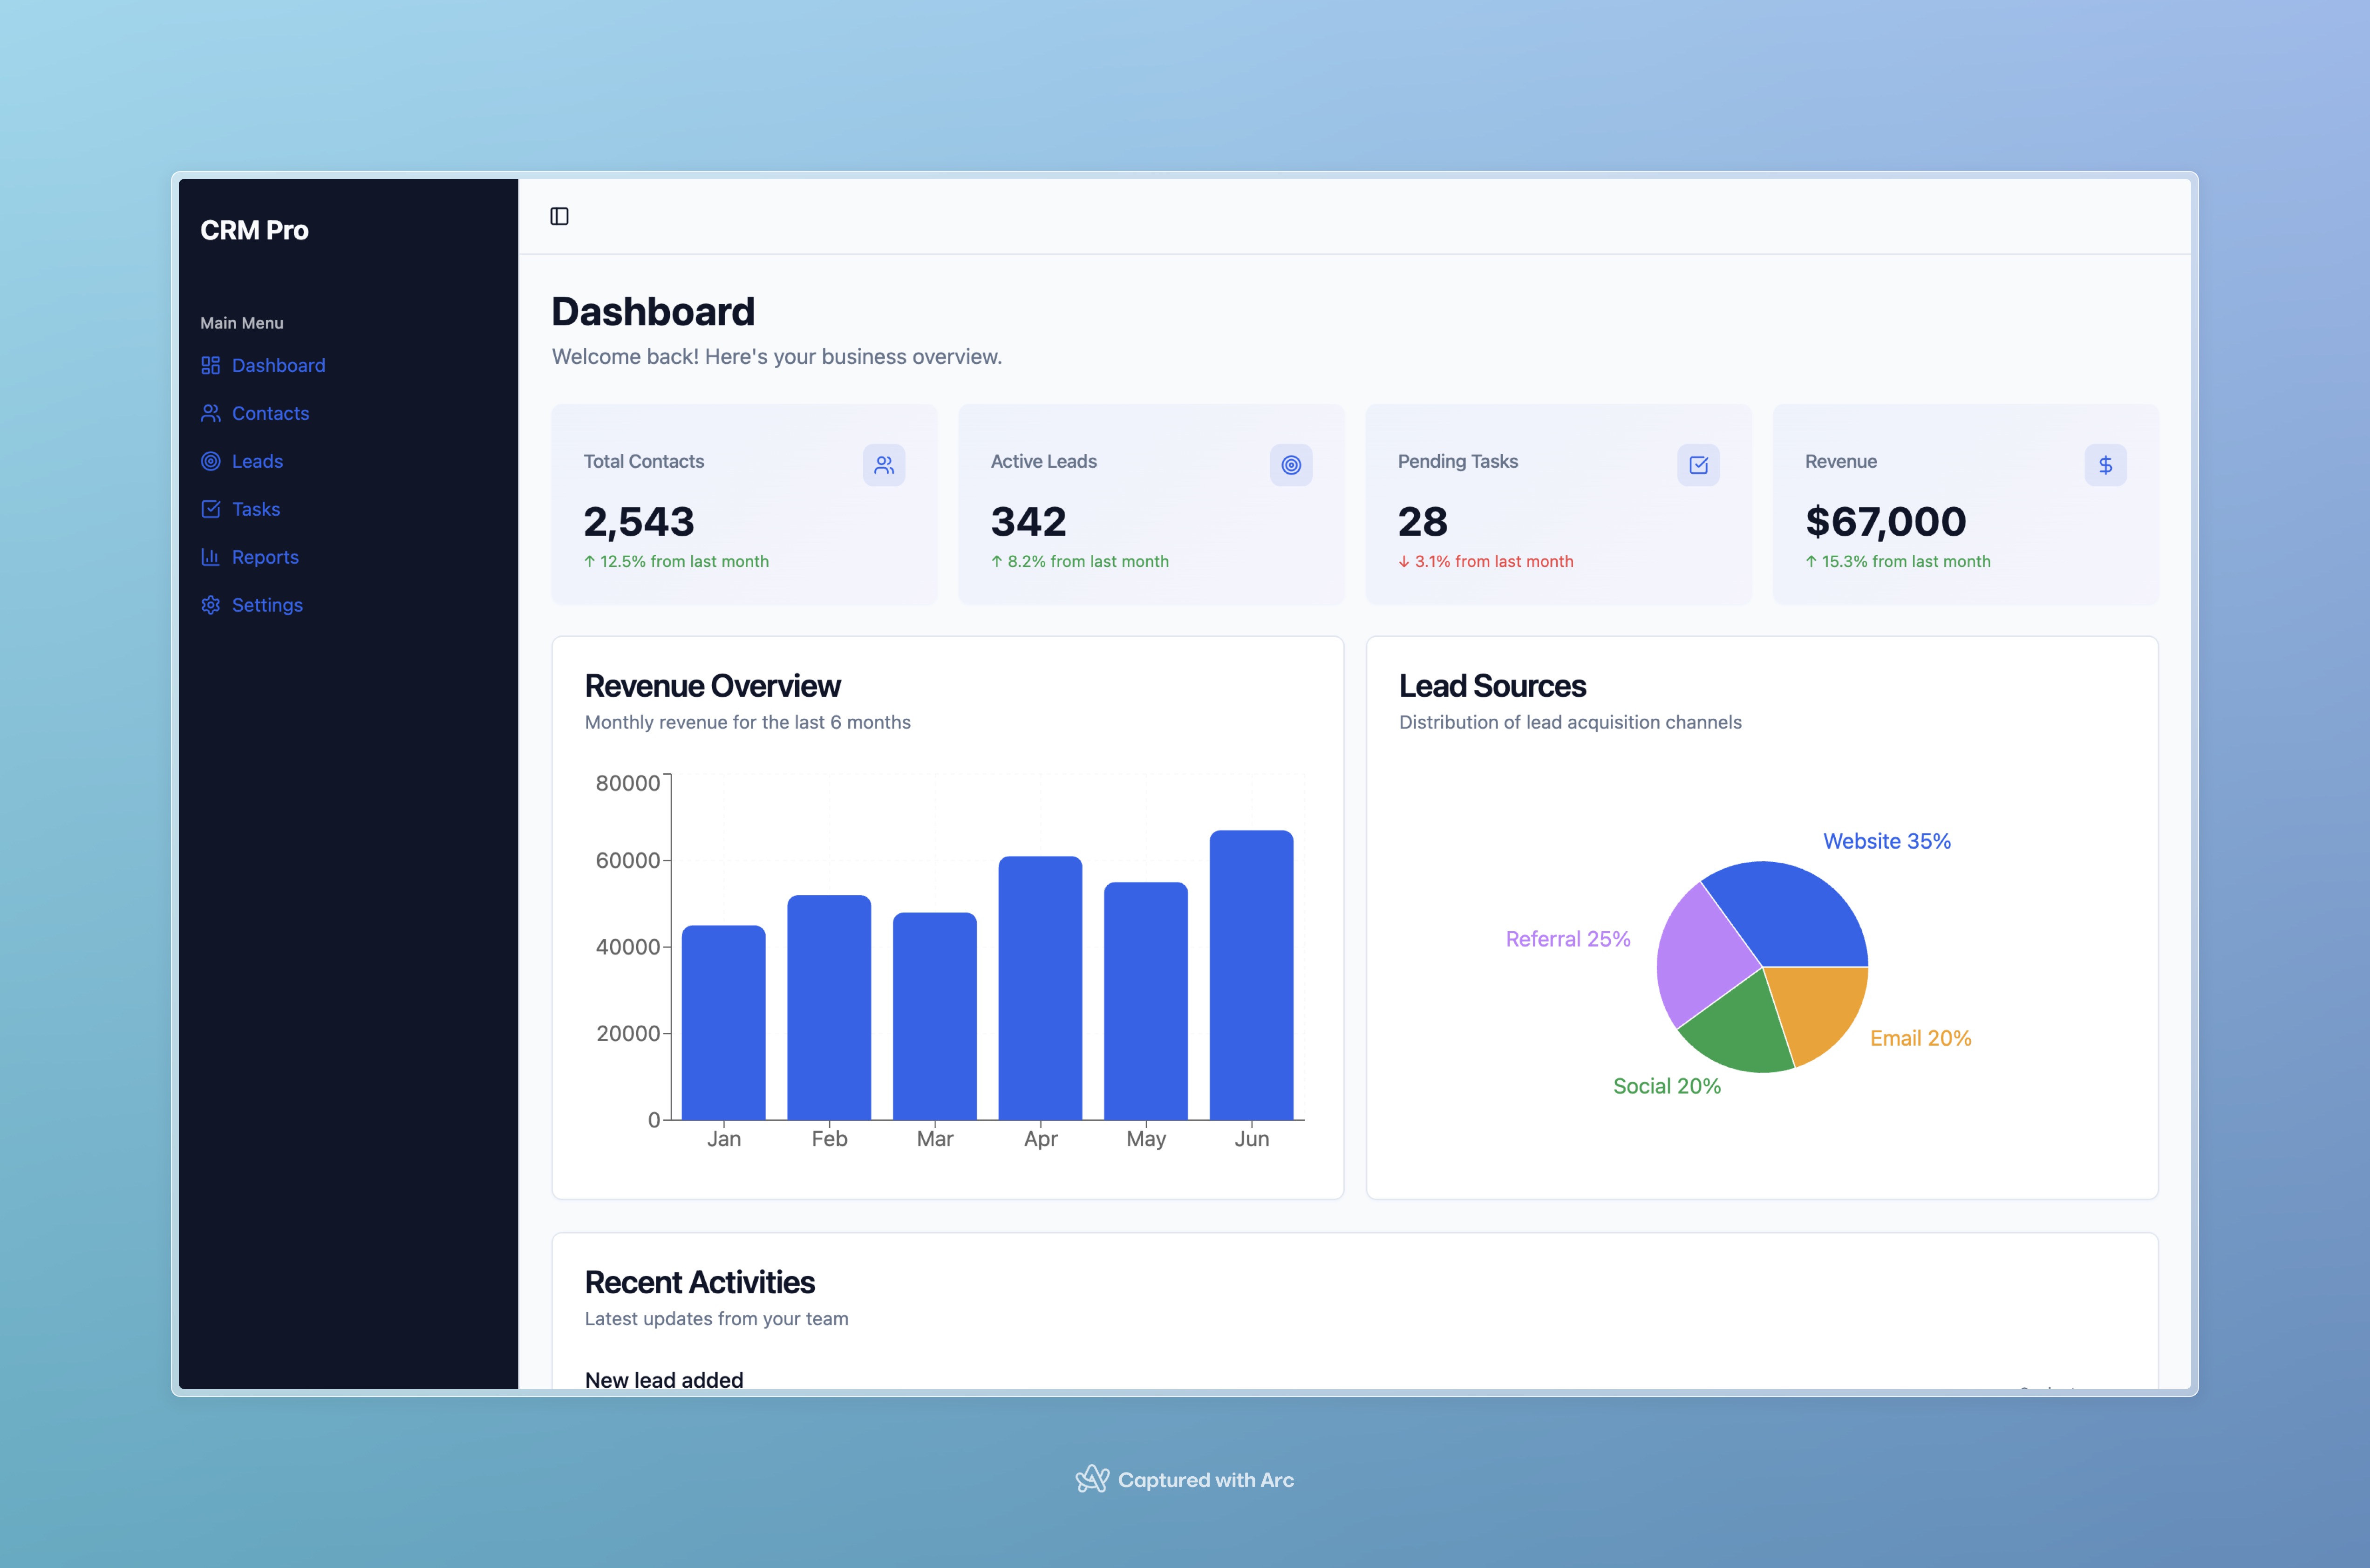 CRM Pro
Main Menu
Dashboard
Contacts
Leads
Tasks
Reports
Settings
Dashboard
Welcome back! Here's your business overview.
Total Contacts
2,543
↑ 12.5% from last month
Active Leads
342
↑ 8.2% from last month
Pending Tasks
28
↓ 3.1% from last month
Revenue
$67,000
↑ 15.3% from last month
Revenue Overview
Monthly revenue for the last 6 months
80000
60000
40000
20000
0
Jan Feb Mar Apr May Jun
Lead Sources
Distribution of lead acquisition channels
Website 35%
Referral 25%
Email 20%
Social 20%
Recent Activities
Latest updates from your team
New lead added
Captured with Arc